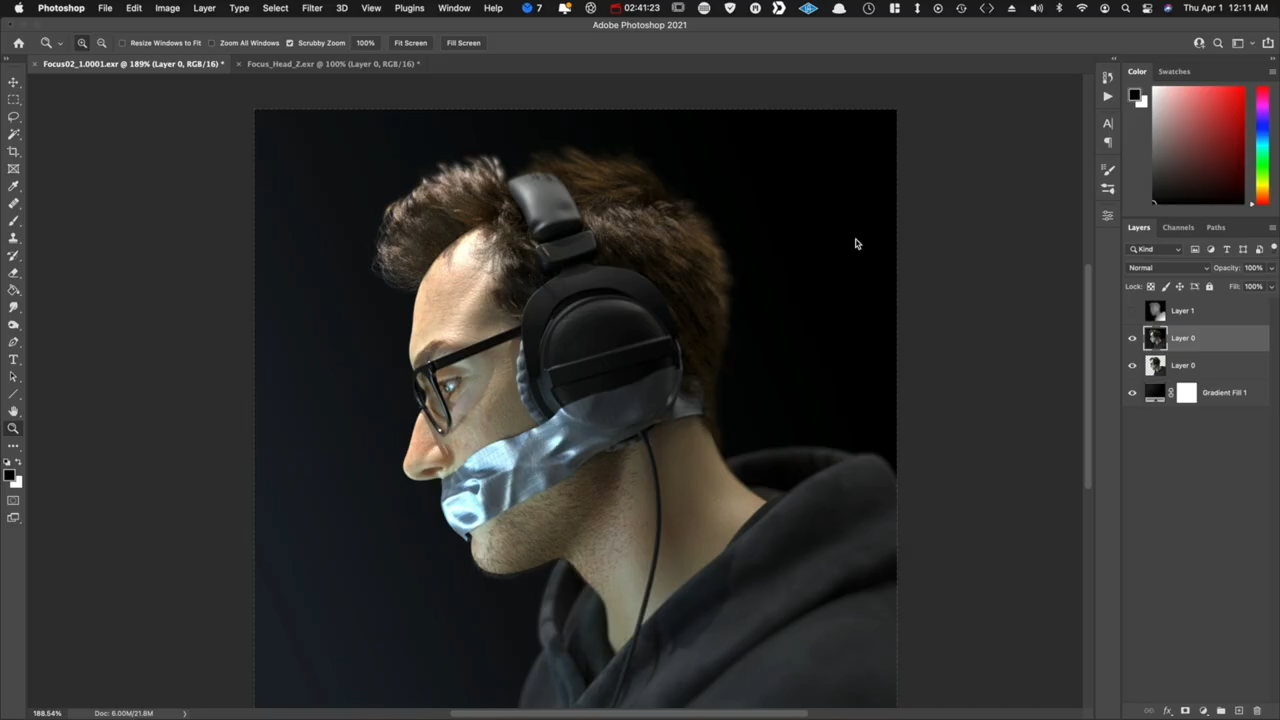 Photoshop File Edit Image Layer Type Select Filter 3D View Plugins Window Help 7 02:41:23 Thu Apr 1 12:11 AM
Adobe Photoshop 2021
Resize Windows to Fit Zoom All Windows Scrubby Zoom 100% Fit Screen Fill Screen
Focus02_1.0001.exr @ 189% (Layer 0, RGB/16) * Focus_Head_Z.exr @ 100% (Layer 0, RGB/16) *
Color Swatches
Layers Channels Paths
Kind
Normal Opacity: 100%
Lock: Fill: 100%
Layer 1
Layer 0
Layer 0
Gradient Fill 1
188.54% Doc: 6.00M/21.8M